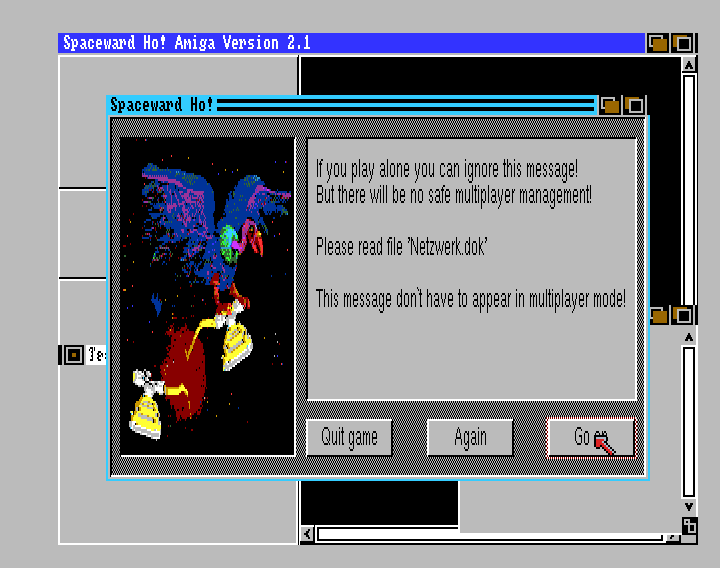 Spaceward Ho! Amiga Version 2.1
Spaceward Ho!
If you play alone you can ignore this message!
But there will be no safe multiplayer management!
Please read file 'Netzwerk.dok'
This message don't have to appear in multiplayer mode!
Quit game
Again
Go